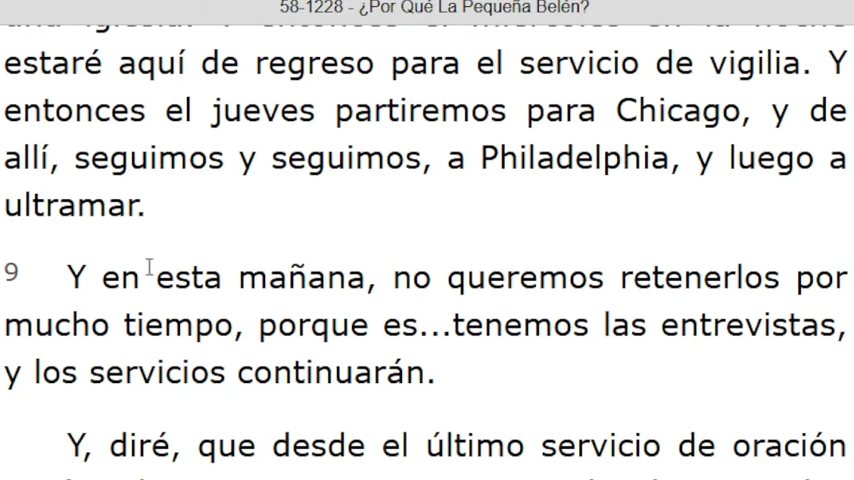 58-1228 - ¿Por Qué La Pequeña Belén?
estaré aquí de regreso para el servicio de vigilia. Y
entonces el jueves partiremos para Chicago, y de
allí, seguimos y seguimos, a Philadelphia, y luego a
ultramar.
9 Y en esta mañana, no queremos retenerlos por
mucho tiempo, porque es...tenemos las entrevistas,
y los servicios continuarán.
Y, diré, que desde el último servicio de oración